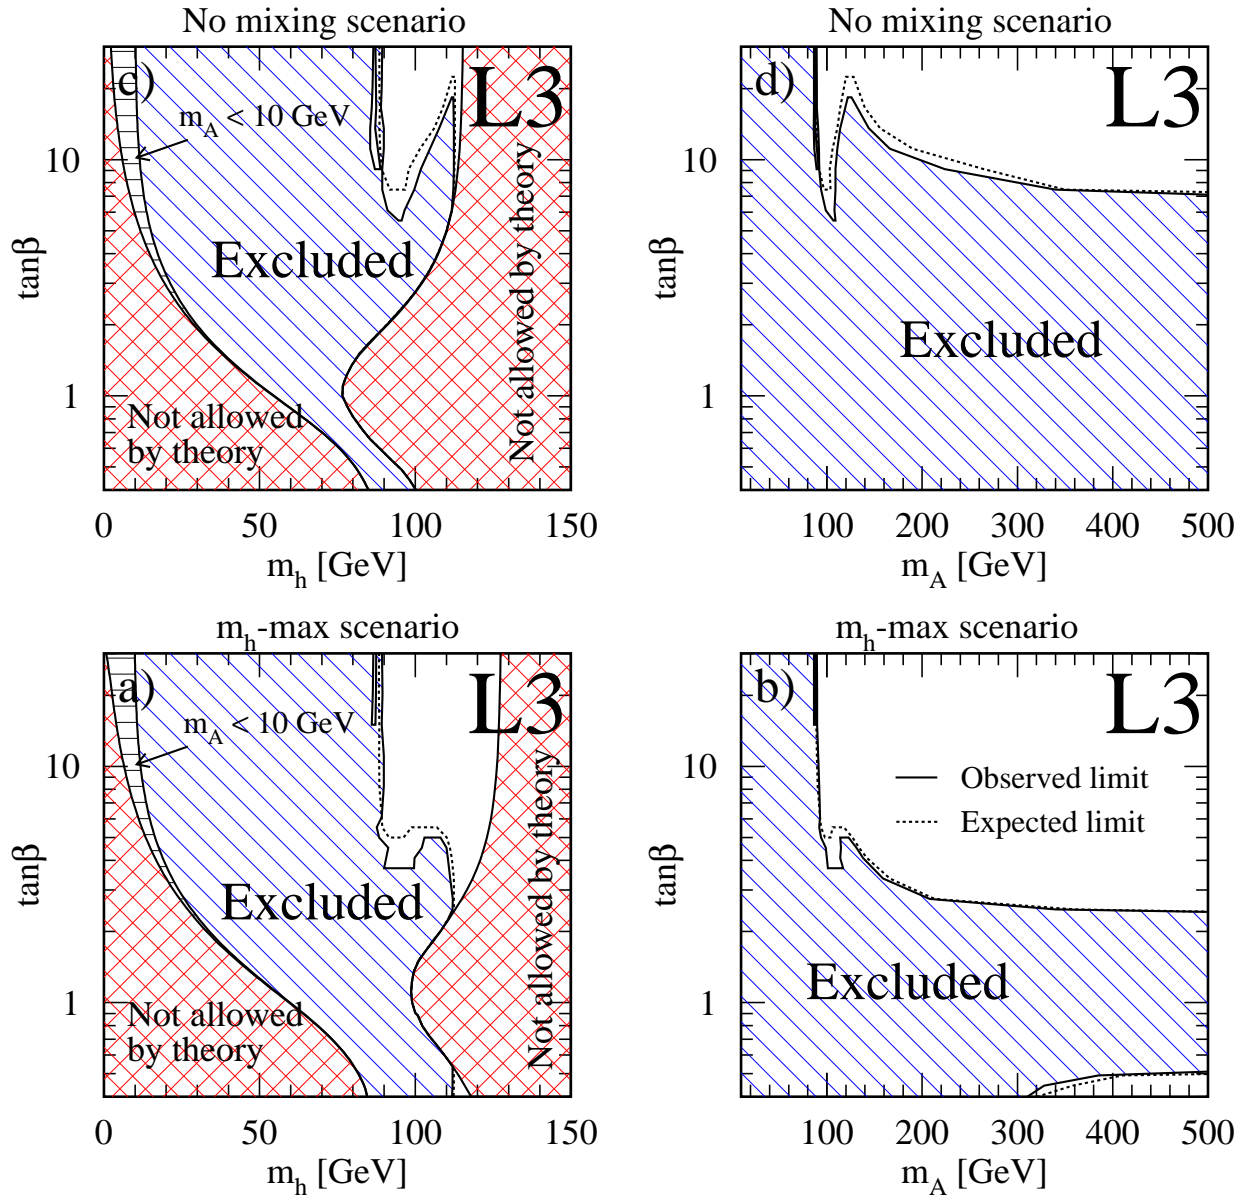 No mixing scenario
c)
L3
m_A < 10 GeV
Excluded
Not allowed by theory
Not allowed
by theory
tanβ
10
1
0 50 100 150
m_h [GeV]
No mixing scenario
d)
L3
Excluded
tanβ
10
1
100 200 300 400 500
m_A [GeV]
m_h-max scenario
a)
L3
m_A < 10 GeV
Excluded
Not allowed by theory
Not allowed
by theory
tanβ
10
1
0 50 100 150
m_h [GeV]
m_h-max scenario
b)
L3
Observed limit
Expected limit
Excluded
tanβ
10
1
100 200 300 400 500
m_A [GeV]